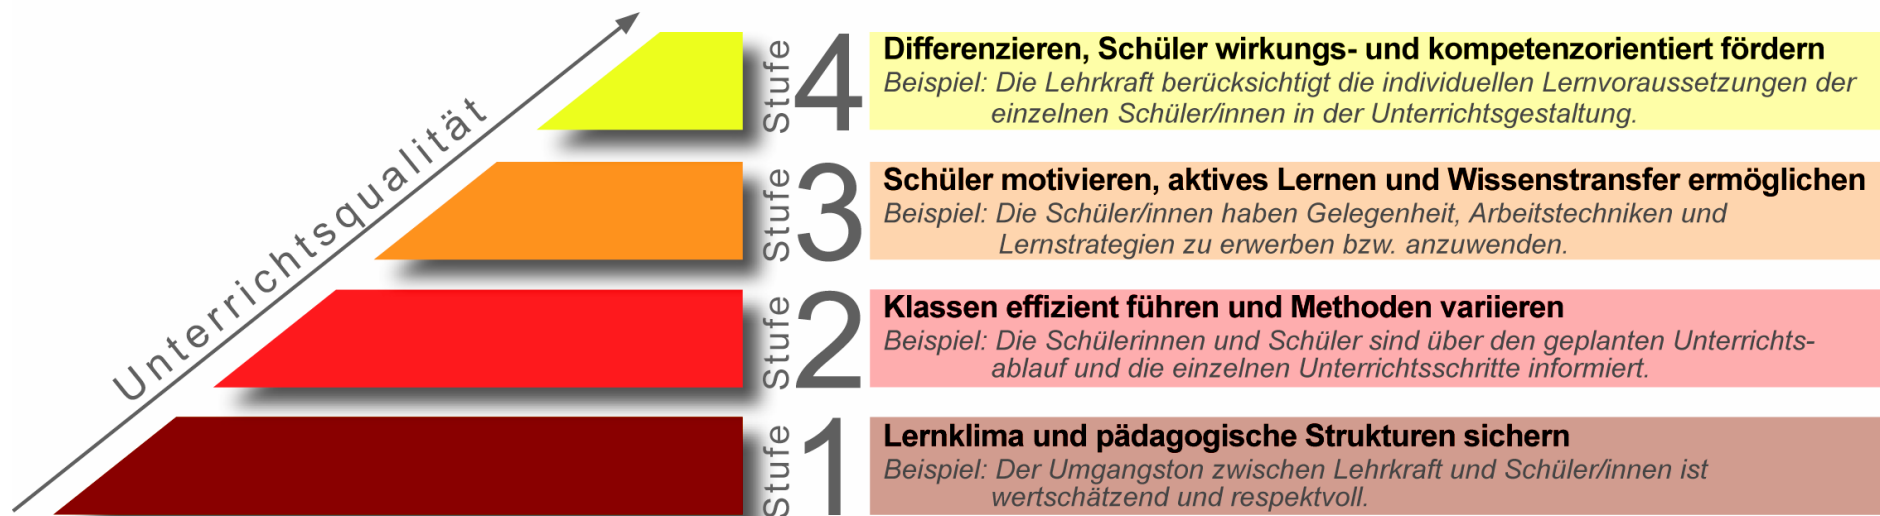 Unterrichtsqualität
Stufe 4
Differenzieren, Schüler wirkungs- und kompetenzorientiert fördern
Beispiel: Die Lehrkraft berücksichtigt die individuellen Lernvoraussetzungen der
einzelnen Schüler/innen in der Unterrichtsgestaltung.
Stufe 3
Schüler motivieren, aktives Lernen und Wissenstransfer ermöglichen
Beispiel: Die Schüler/innen haben Gelegenheit, Arbeitstechniken und
Lernstrategien zu erwerben bzw. anzuwenden.
Stufe 2
Klassen effizient führen und Methoden variieren
Beispiel: Die Schülerinnen und Schüler sind über den geplanten Unterrichts-
ablauf und die einzelnen Unterrichtsschritte informiert.
Stufe 1
Lernklima und pädagogische Strukturen sichern
Beispiel: Der Umgangston zwischen Lehrkraft und Schüler/innen ist
wertschätzend und respektvoll.